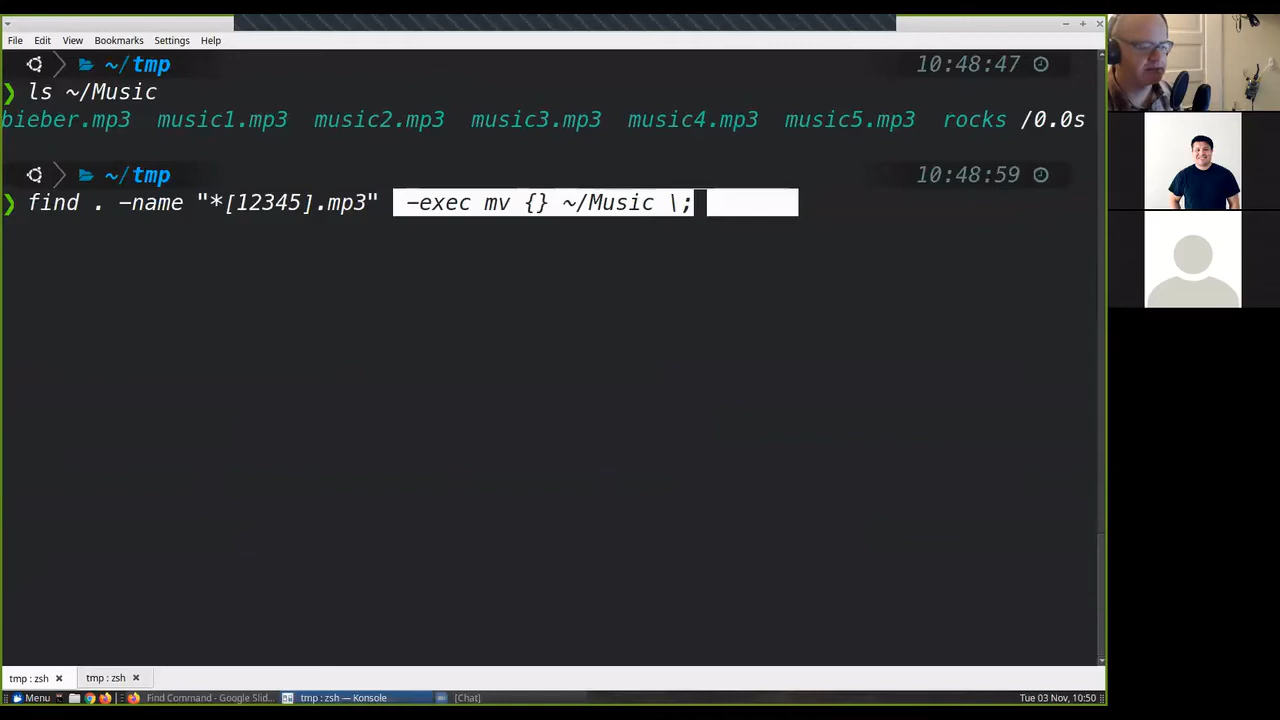 File Edit View Bookmarks Settings Help
~/tmp 10:48:47
❯ ls ~/Music
bieber.mp3 music1.mp3 music2.mp3 music3.mp3 music4.mp3 music5.mp3 rocks /0.0s
~/tmp 10:48:59
❯ find . -name "*[12345].mp3" -exec mv {} ~/Music \;
tmp : zsh tmp : zsh
Menu Find Command - Google Slid... tmp : zsh — Konsole [Chat] Tue 03 Nov, 10:50